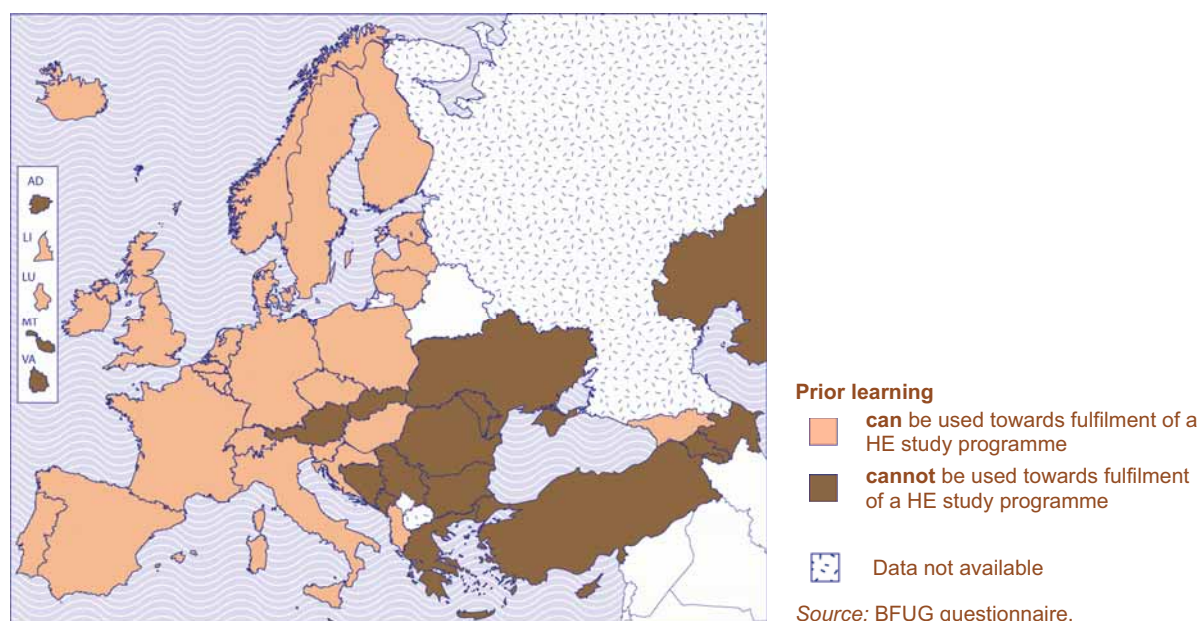 AD
LI
LU
MT
VA
Prior learning
can be used towards fulfilment of a
HE study programme
cannot be used towards fulfilment
of a HE study programme
Data not available
Source: BFUG questionnaire.